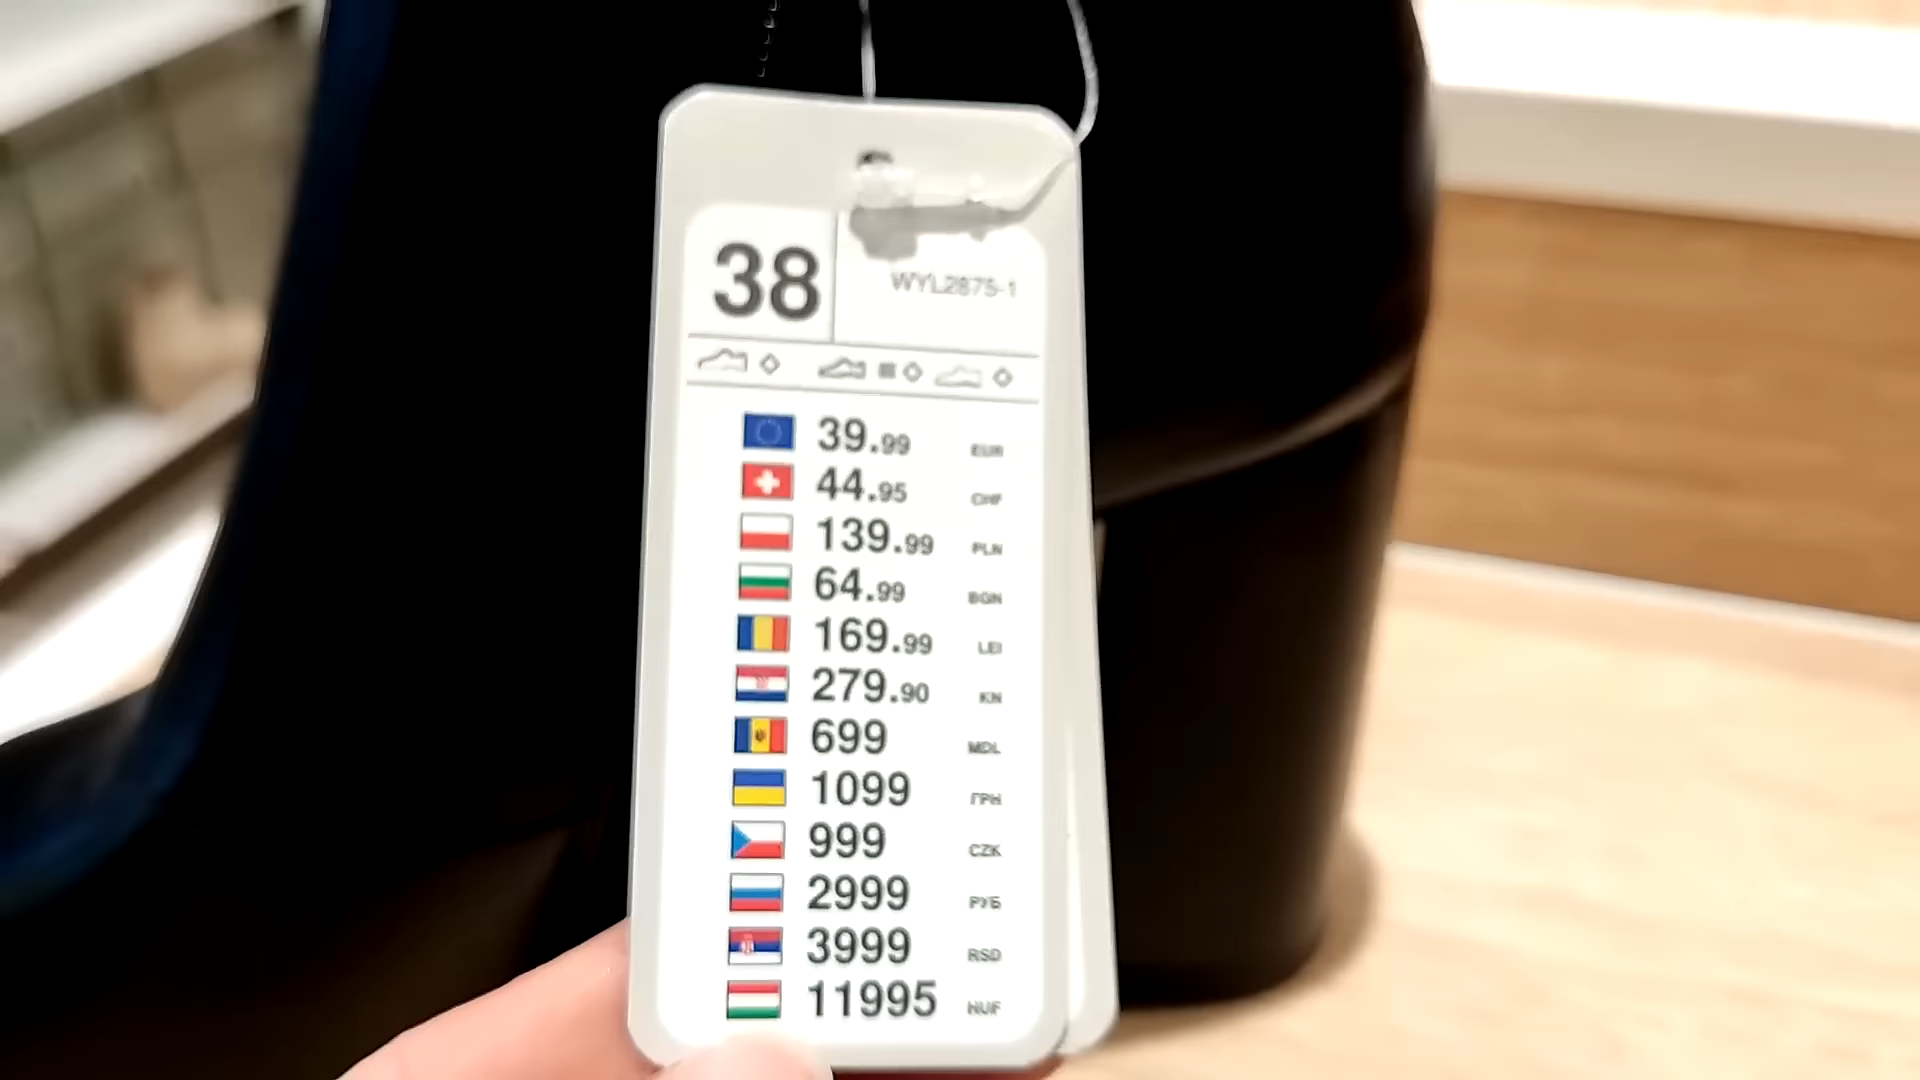 38
WYL2875-1
39.99 EUR
44.95 CHF
139.99 PLN
64.99 BGN
169.99 LEI
279.90 KN
699 MDL
1099 ГРН
999 CZK
2999 РУБ
3999 RSD
11995 HUF